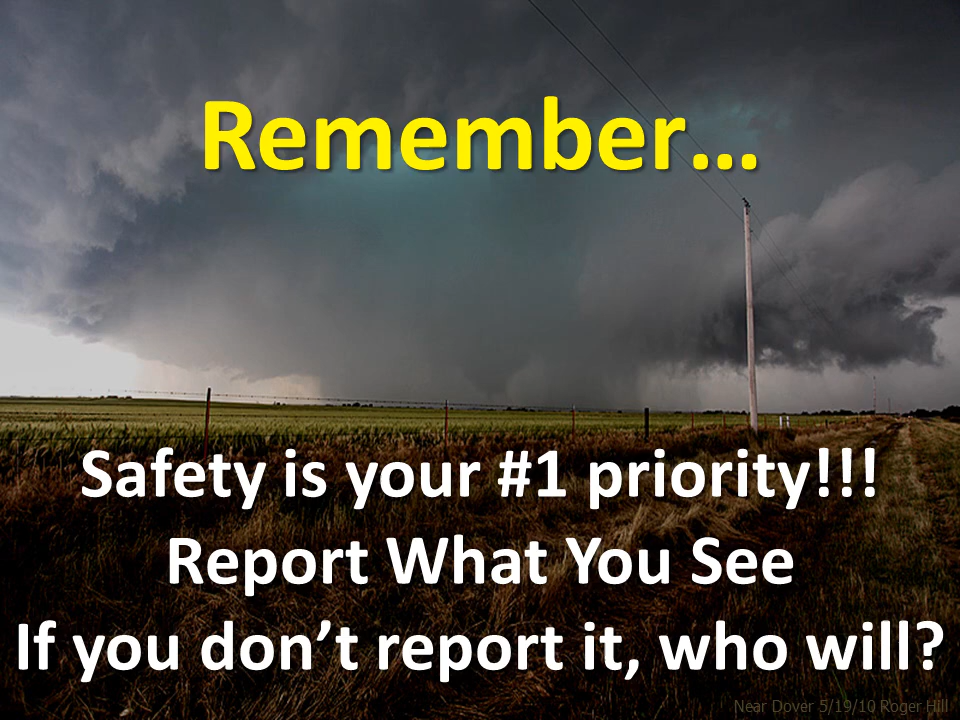 Remember…
Safety is your #1 priority!!!
Report What You See
If you don’t report it, who will?
Near Dover 5/19/10 Roger Hill